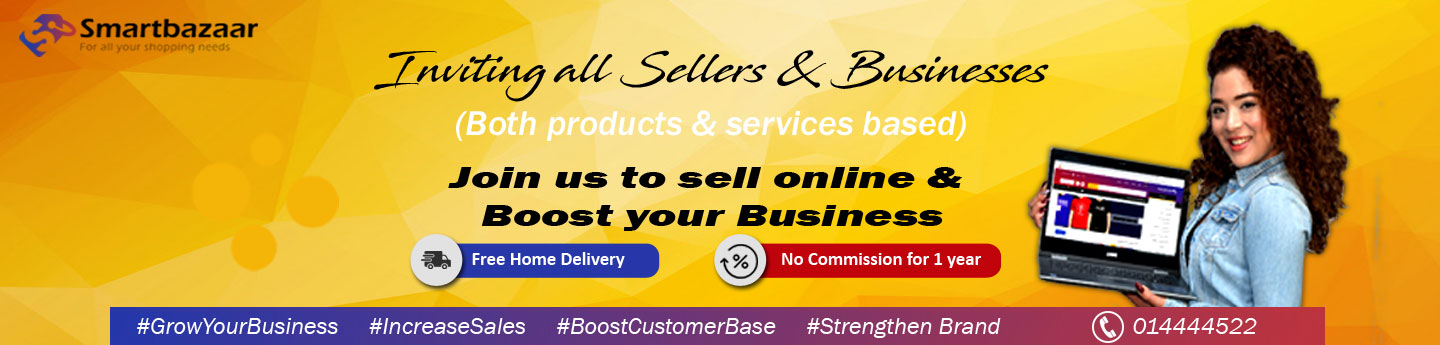 Smartbazaar
For all your shopping needs
Inviting all Sellers & Businesses
(Both products & services based)
Join us to sell online &
Boost your Business
Free Home Delivery
% No Commission for 1 year
#GrowYourBusiness #IncreaseSales #BoostCustomerBase #Strengthen Brand 014444522